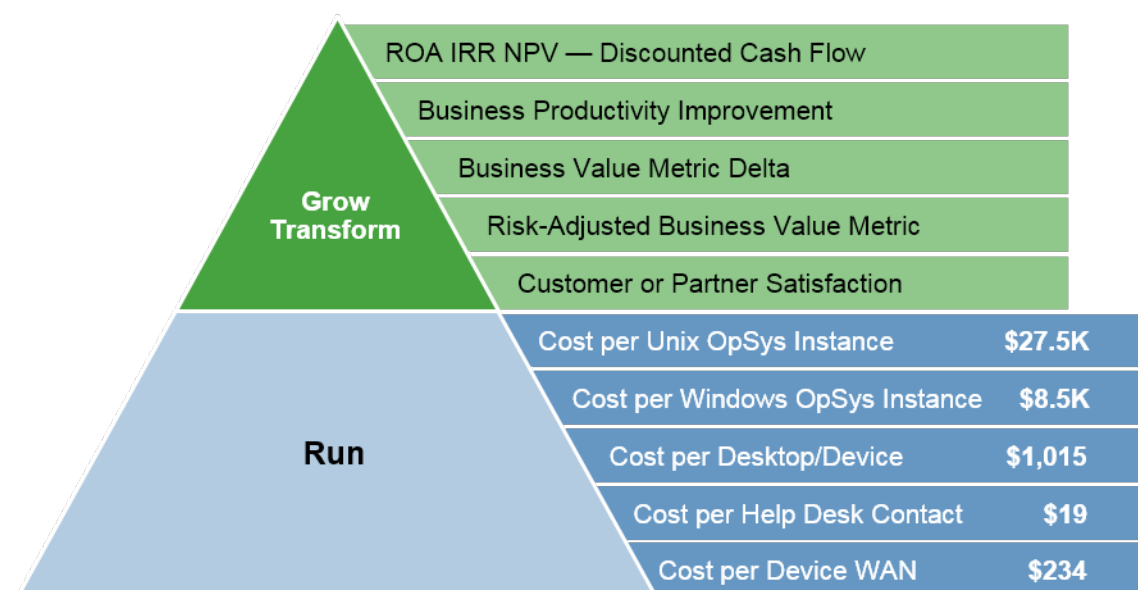 ROA IRR NPV — Discounted Cash Flow
Business Productivity Improvement
Business Value Metric Delta
Grow
Transform
Risk-Adjusted Business Value Metric
Customer or Partner Satisfaction
Cost per Unix OpSys Instance $27.5K
Cost per Windows OpSys Instance $8.5K
Run
Cost per Desktop/Device $1,015
Cost per Help Desk Contact $19
Cost per Device WAN $234